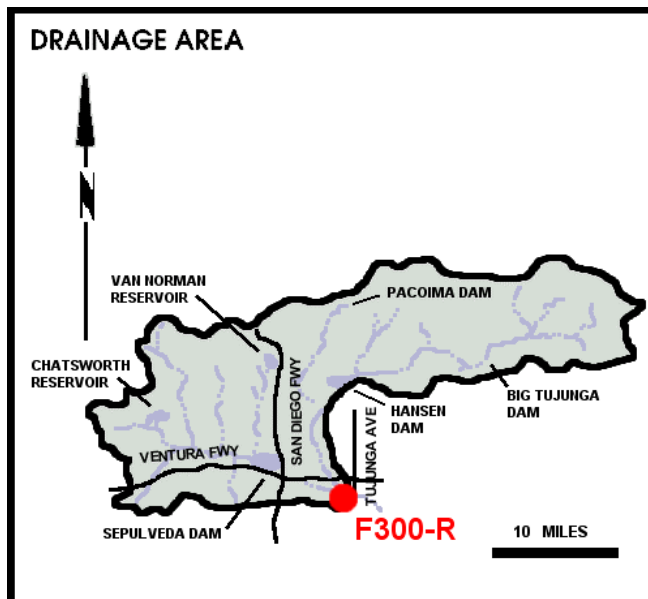 DRAINAGE AREA
N
VAN NORMAN
RESERVOIR
PACOIMA DAM
CHATSWORTH
RESERVOIR
SAN DIEGO FWY
HANSEN
DAM
BIG TUJUNGA
DAM
TUJUNGA AVE
VENTURA FWY
SEPULVEDA DAM
F300-R
10 MILES